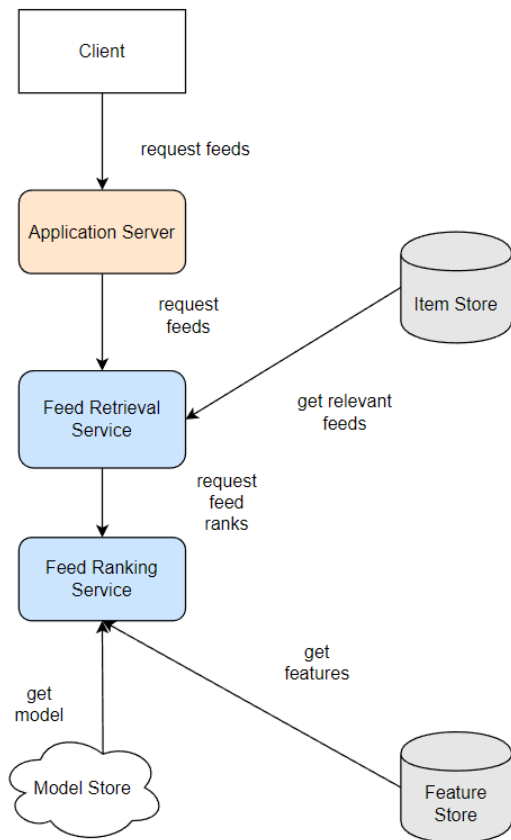 Client
request feeds
Application Server
request
feeds
Item Store
Feed Retrieval
Service
get relevant
feeds
request
feed
ranks
Feed Ranking
Service
get
features
get
model
Model Store
Feature
Store